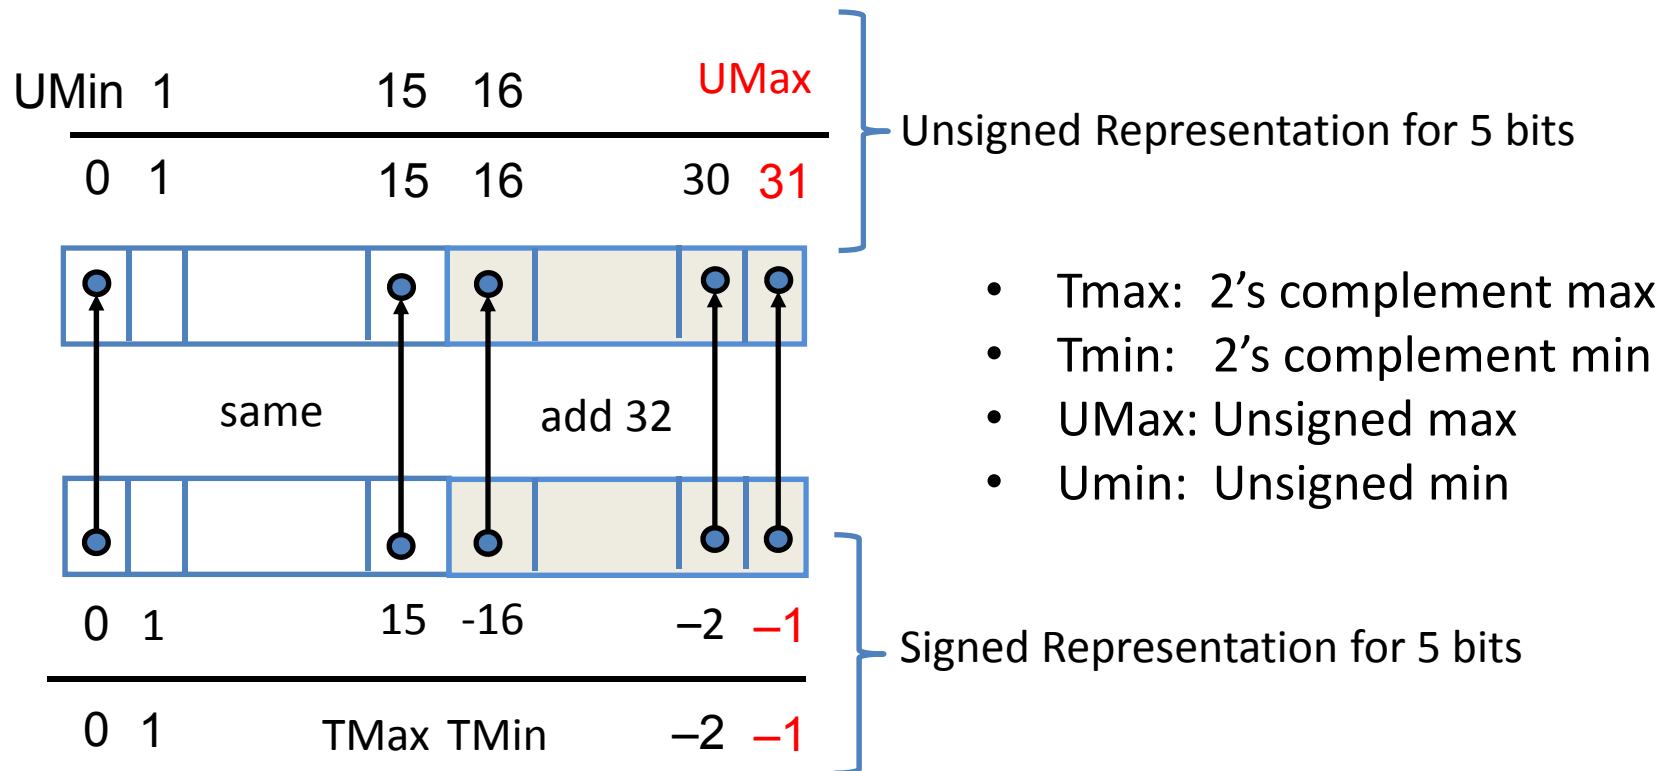 UMin 1 15 16 UMax
0 1 15 16 30 31
Unsigned Representation for 5 bits
same add 32
0 1 15 -16 –2 –1
0 1 TMax TMin –2 –1
Signed Representation for 5 bits
• Tmax: 2’s complement max
• Tmin: 2’s complement min
• UMax: Unsigned max
• Umin: Unsigned min